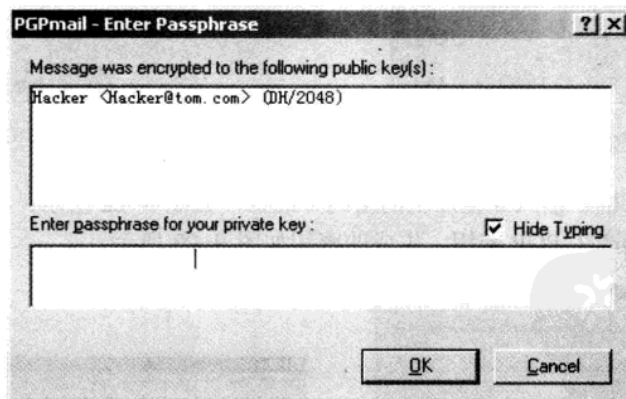 PGPmail - Enter Passphrase
Message was encrypted to the following public key(s) :
Hacker <Hacker@tom.com> (DH/2048)
Enter passphrase for your private key :
Hide Typing
OK
Cancel